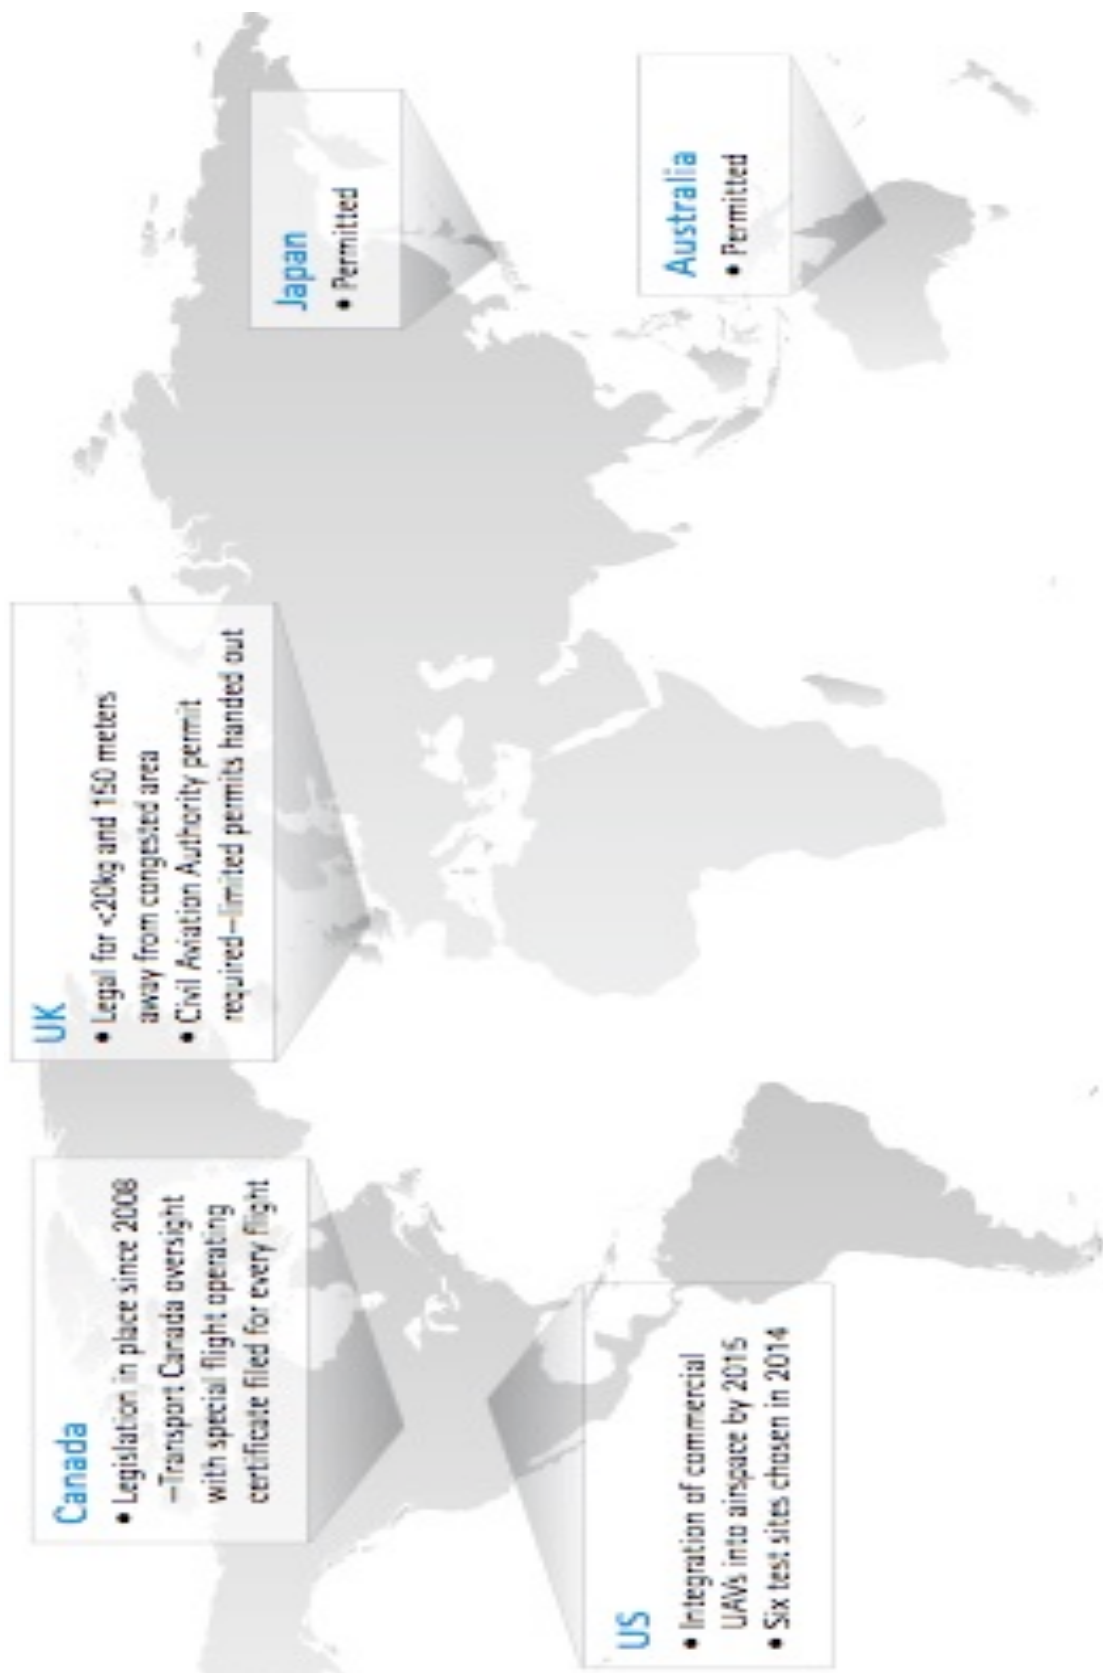 Canada
• Legislation in place since 2008
–Transport Canada oversight
with special flight operating
certificate filed for every flight
UK
• Legal for <20kg and 150 meters
away from congested area
• Civil Aviation Authority permit
required–limited permits handed out
Japan
• Permitted
US
• Integration of commercial
UAVs into airspace by 2015
• Six test sites chosen in 2014
Australia
• Permitted